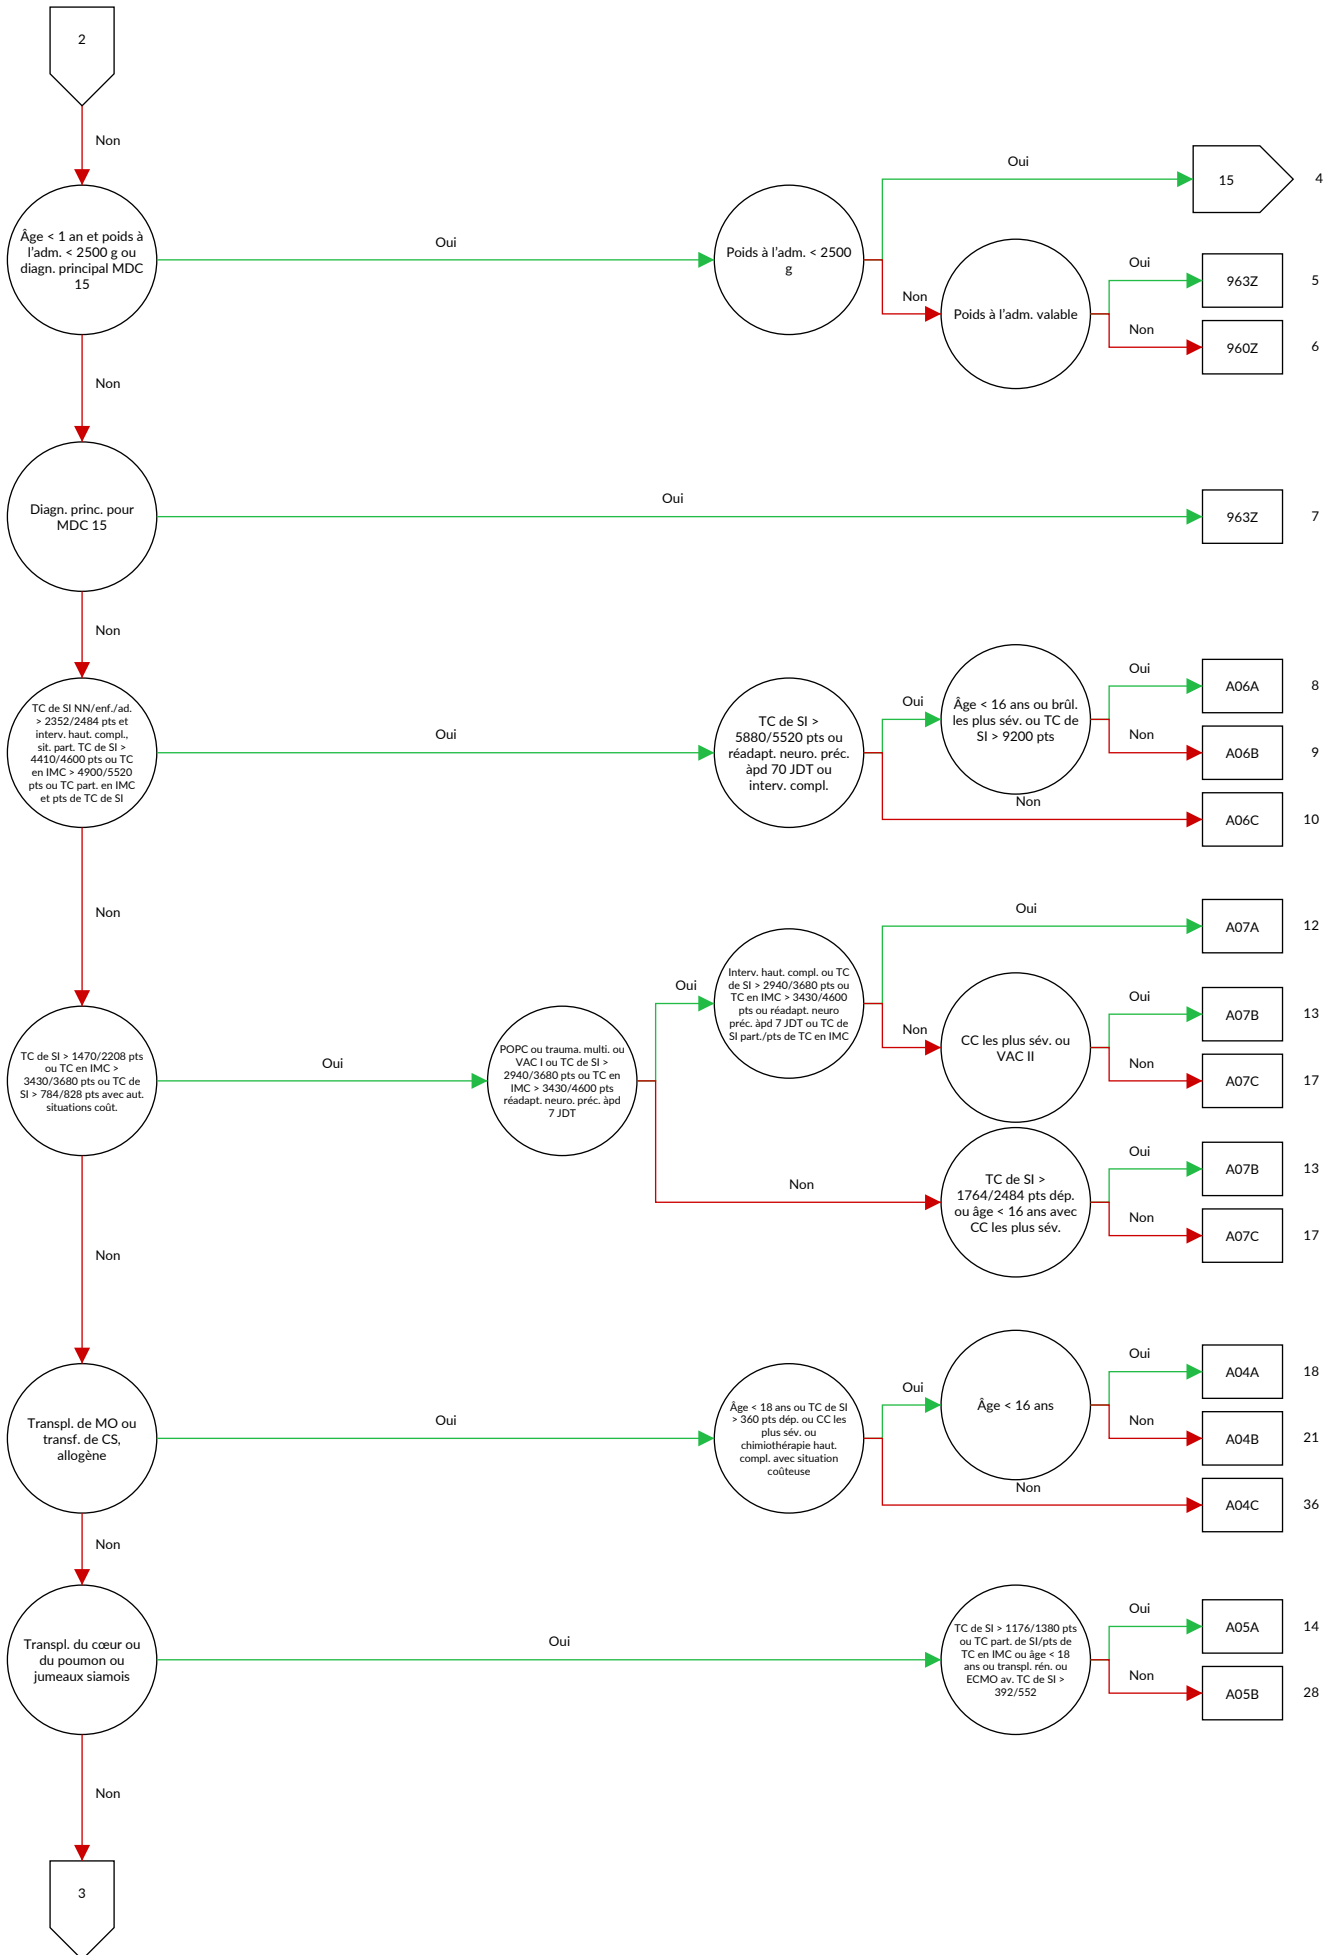 2
Non
Âge < 1 an et poids à
l'adm. < 2500 g ou
diagn. principal MDC
15
Oui
Poids à l'adm. < 2500
g
Oui
15
4
Non
Poids à l'adm. valable
Oui
963Z
5
Non
960Z
6
Non
Diagn. princ. pour
MDC 15
Oui
963Z
7
Non
TC de SI NN/enf./ad.
> 2352/2484 pts et
interv. haut. compl.,
sit. part. TC de SI >
4410/4600 pts ou TC
en IMC > 4900/5520
pts ou TC part. en IMC
et pts de TC de SI
Oui
TC de SI >
5880/5520 pts ou
réadapt. neuro. préc.
àpd 70 JDT ou
interv. compl.
Oui
Âge < 16 ans ou brûl.
les plus sév. ou TC de
SI > 9200 pts
Oui
A06A
8
Non
A06B
9
Non
A06C
10
Non
TC de SI > 1470/2208 pts
ou TC en IMC >
3430/3680 pts ou TC de
SI > 784/828 pts avec aut.
situations coût.
Oui
POPC ou trauma. multi. ou
VAC I ou TC de SI >
2940/3680 pts ou TC en
IMC > 3430/4600 pts
réadapt. neuro. préc. àpd
7 JDT
Oui
Interv. haut. compl. ou TC
de SI > 2940/3680 pts ou
TC en IMC > 3430/4600
pts ou réadapt. neuro
préc. àpd 7 JDT ou TC de
SI part./pts de TC en IMC
Oui
A07A
12
Non
CC les plus sév. ou
VAC II
Oui
A07B
13
Non
A07C
17
Non
TC de SI >
1764/2484 pts dép.
ou âge < 16 ans avec
CC les plus sév.
Oui
A07B
13
Non
A07C
17
Non
Transpl. de MO ou
transf. de CS,
allogène
Oui
Âge < 18 ans ou TC de SI
> 360 pts dép. ou CC les
plus sév. ou
chimiothérapie haut.
compl. avec situation
coûteuse
Oui
Âge < 16 ans
Oui
A04A
18
Non
A04B
21
Non
A04C
36
Non
Transpl. du cœur ou
du poumon ou
jumeaux siamois
Oui
TC de SI > 1176/1380 pts
ou TC part. de SI/pts de
TC en IMC ou âge < 18
ans ou transpl. rén. ou
ECMO av. TC de SI >
392/552
Oui
A05A
14
Non
A05B
28
Non
3